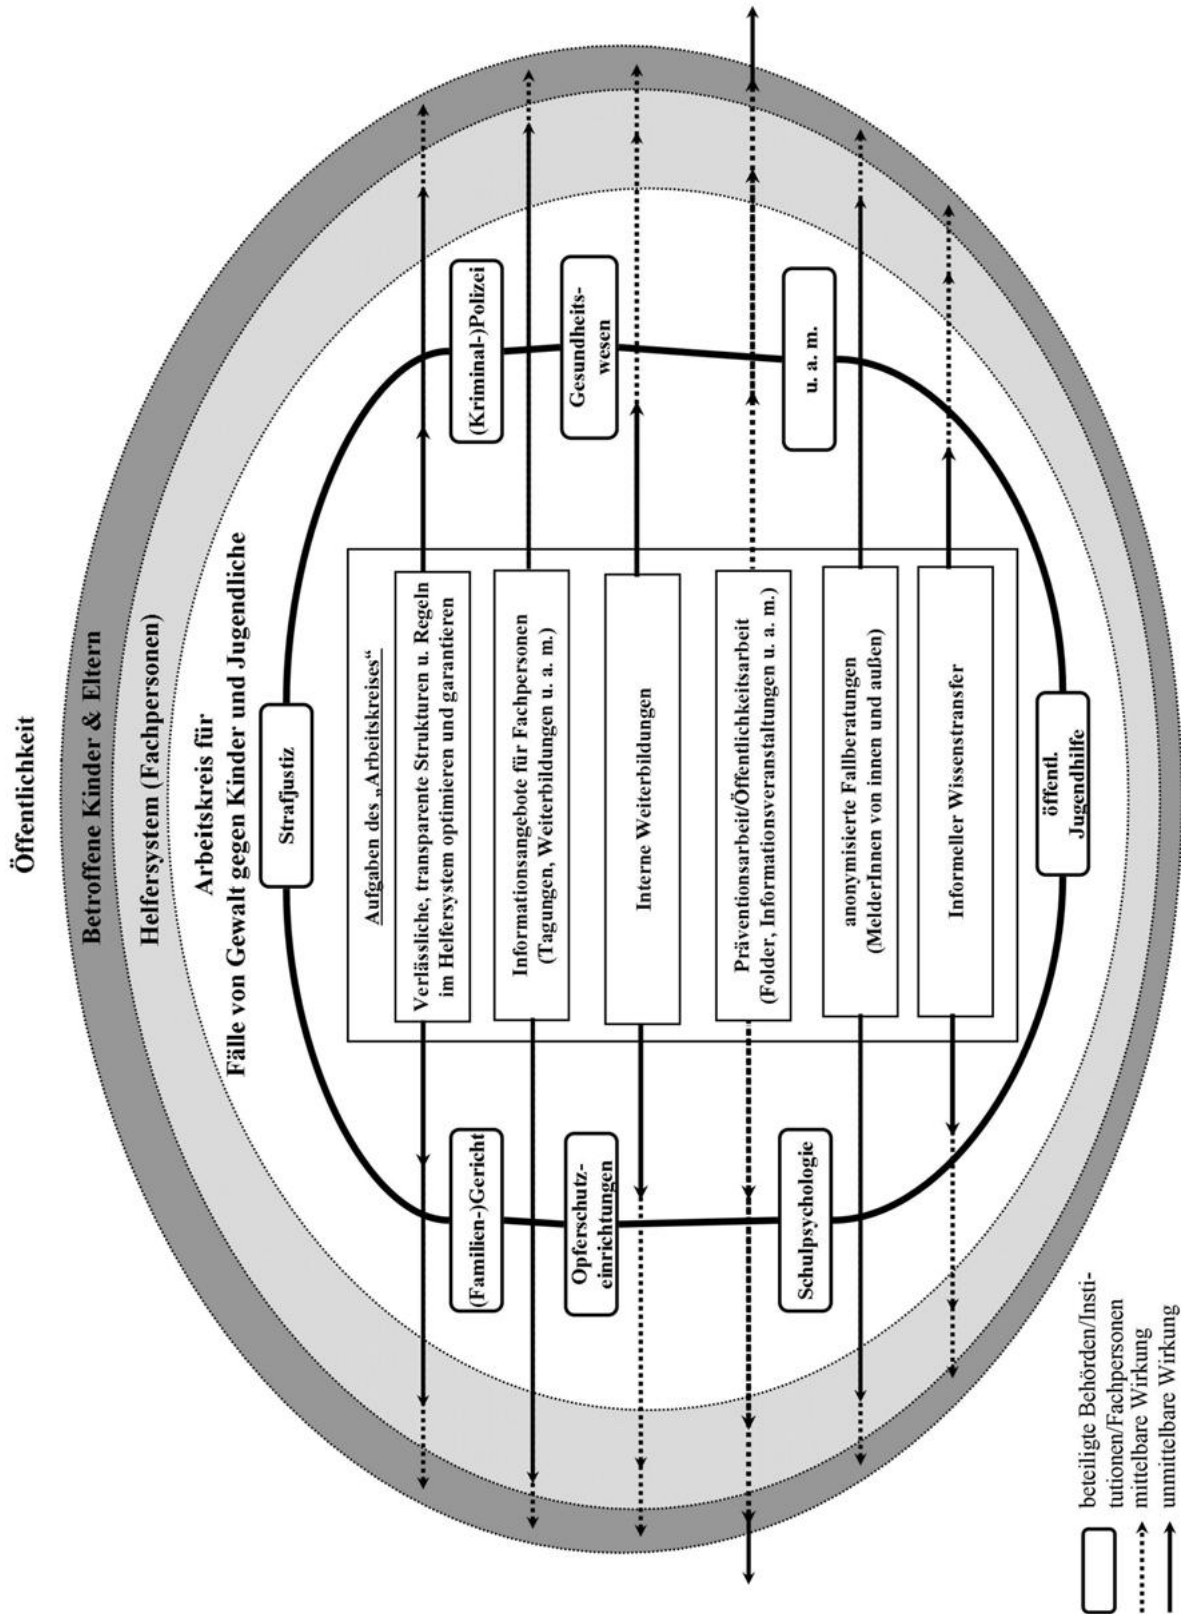 Öffentlichkeit
Betroffene Kinder & Eltern
Helfersystem (Fachpersonen)
Arbeitskreis für
Fälle von Gewalt gegen Kinder und Jugendliche
Strafjustiz
(Familien-)Gericht
(Kriminal-)Polizei
Opferschutz-
einrichtungen
Gesundheits-
wesen
Schulpsychologie
u. a. m.
öffentl.
Jugendhilfe
Aufgaben des „Arbeitskreises“
Verlässliche, transparente Strukturen u. Regeln
im Helfersystem optimieren und garantieren
Informationsangebote für Fachpersonen
(Tagungen, Weiterbildungen u. a. m.)
Interne Weiterbildungen
Präventionsarbeit/Öffentlichkeitsarbeit
(Folder, Informationsveranstaltungen u. a. m.)
anonymisierte Fallberatungen
(MelderInnen von innen und außen)
Informeller Wissenstransfer
beteiligte Behörden/Insti-
tutionen/Fachpersonen
mittelbare Wirkung
unmittelbare Wirkung